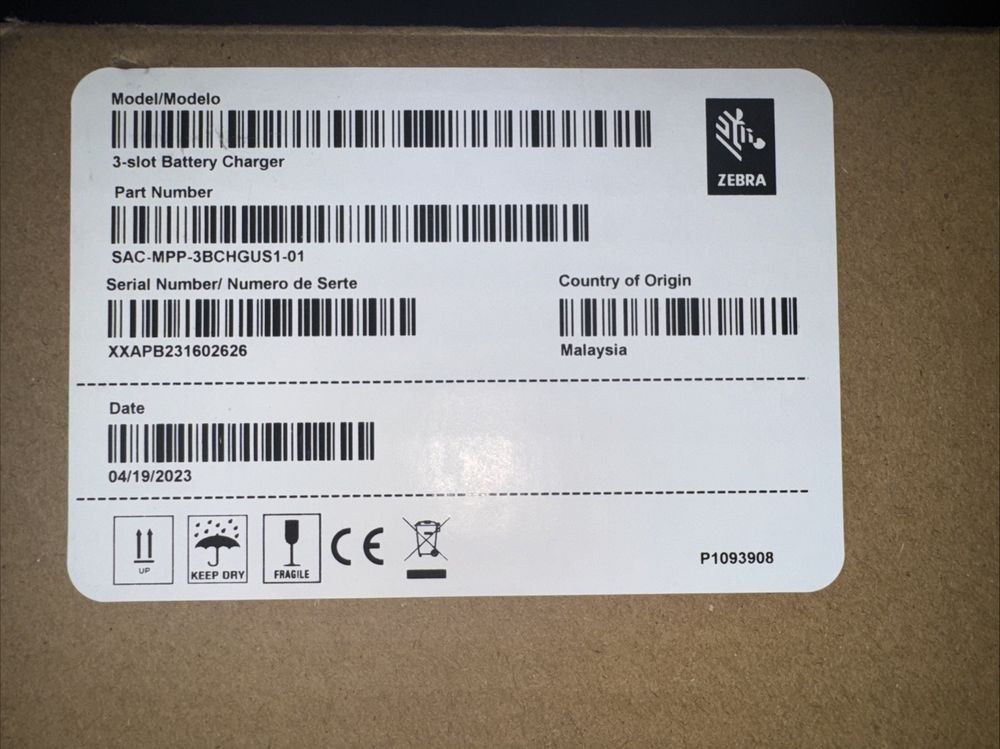 Model/Modelo
3-slot Battery Charger
ZEBRA
Part Number
SAC-MPP-3BCHGUS1-01
Serial Number/ Numero de Serte
XXAPB231602626
Country of Origin
Malaysia
Date
04/19/2023
UP
KEEP DRY
FRAGILE
CE
P1093908